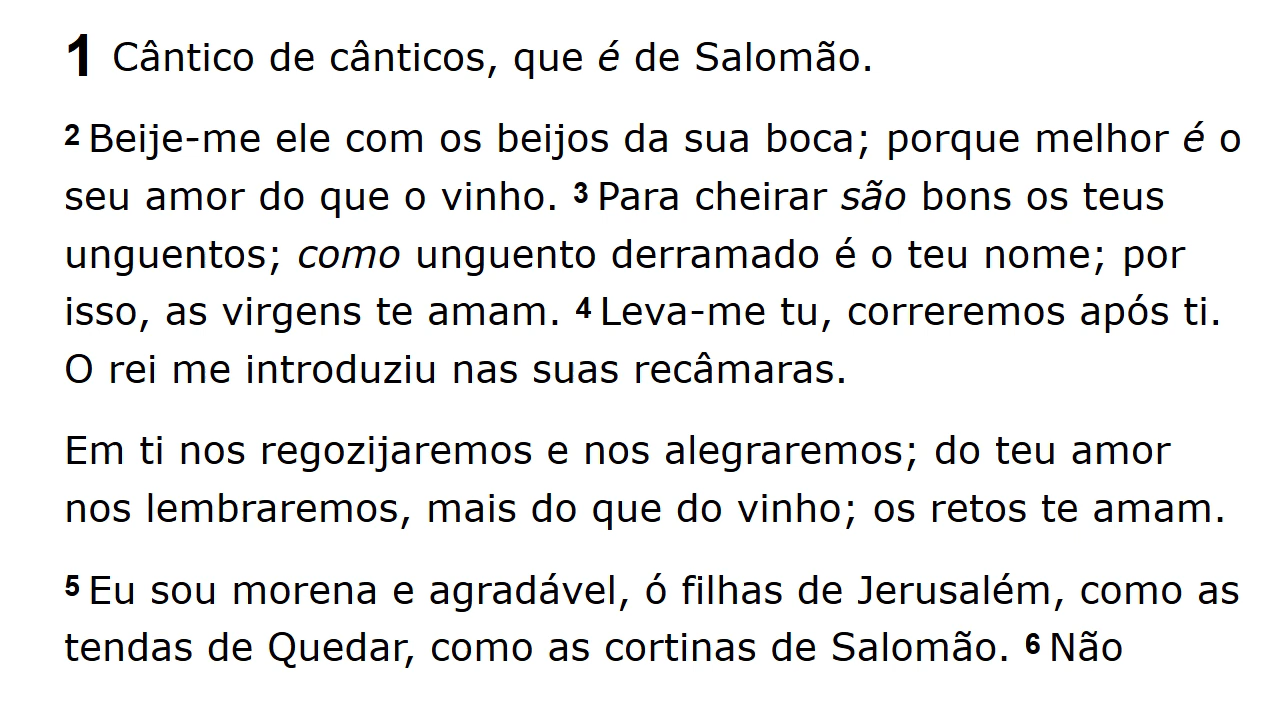 1 Cântico de cânticos, que é de Salomão.
2 Beije-me ele com os beijos da sua boca; porque melhor é o
seu amor do que o vinho. 3 Para cheirar são bons os teus
unguentos; como unguento derramado é o teu nome; por
isso, as virgens te amam. 4 Leva-me tu, correremos após ti.
O rei me introduziu nas suas recâmaras.
Em ti nos regozijaremos e nos alegraremos; do teu amor
nos lembraremos, mais do que do vinho; os retos te amam.
5 Eu sou morena e agradável, ó filhas de Jerusalém, como as
tendas de Quedar, como as cortinas de Salomão. 6 Não